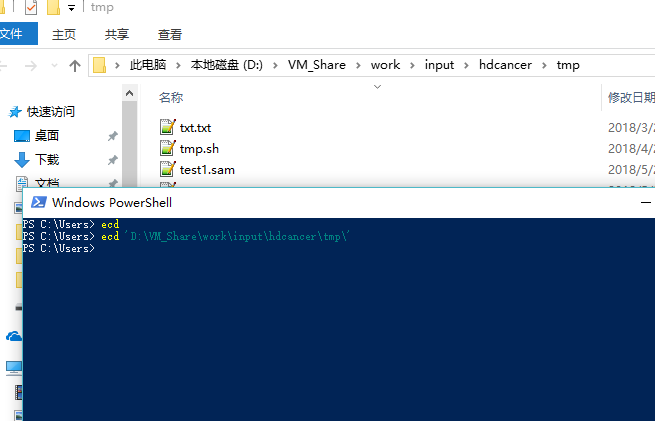 tmp
文件 主页 共享 查看
此电脑 › 本地磁盘 (D:) › VM_Share › work › input › hdcancer › tmp
快速访问
桌面
下载
文档
名称 修改日期
txt.txt 2018/3/2
tmp.sh 2018/4/
test1.sam 2018/5/
Windows PowerShell
PS C:\Users> ecd
PS C:\Users> ecd 'D:\VM_Share\work\input\hdcancer\tmp\'
PS C:\Users>